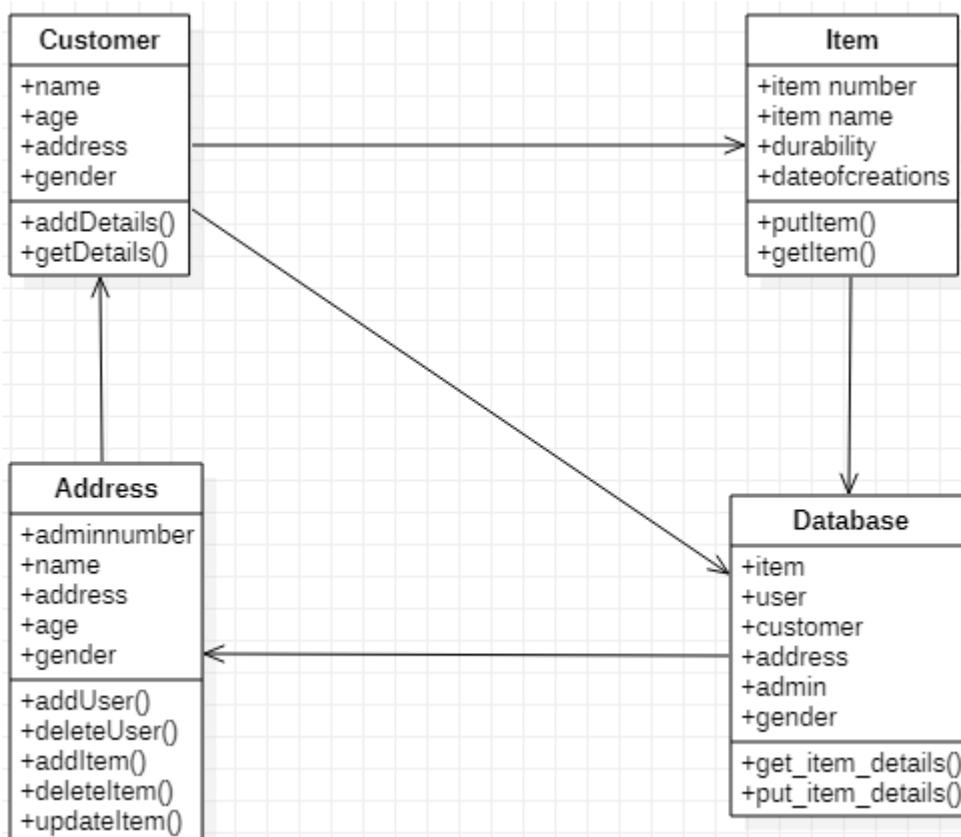 Customer
+name
+age
+address
+gender
+addDetails()
+getDetails()
Item
+item number
+item name
+durability
+dateofcreations
+putItem()
+getItem()
Address
+adminnumber
+name
+address
+age
+gender
+addUser()
+deleteUser()
+addItem()
+deleteItem()
+updateItem()
Database
+item
+user
+customer
+address
+admin
+gender
+get_item_details()
+put_item_details()